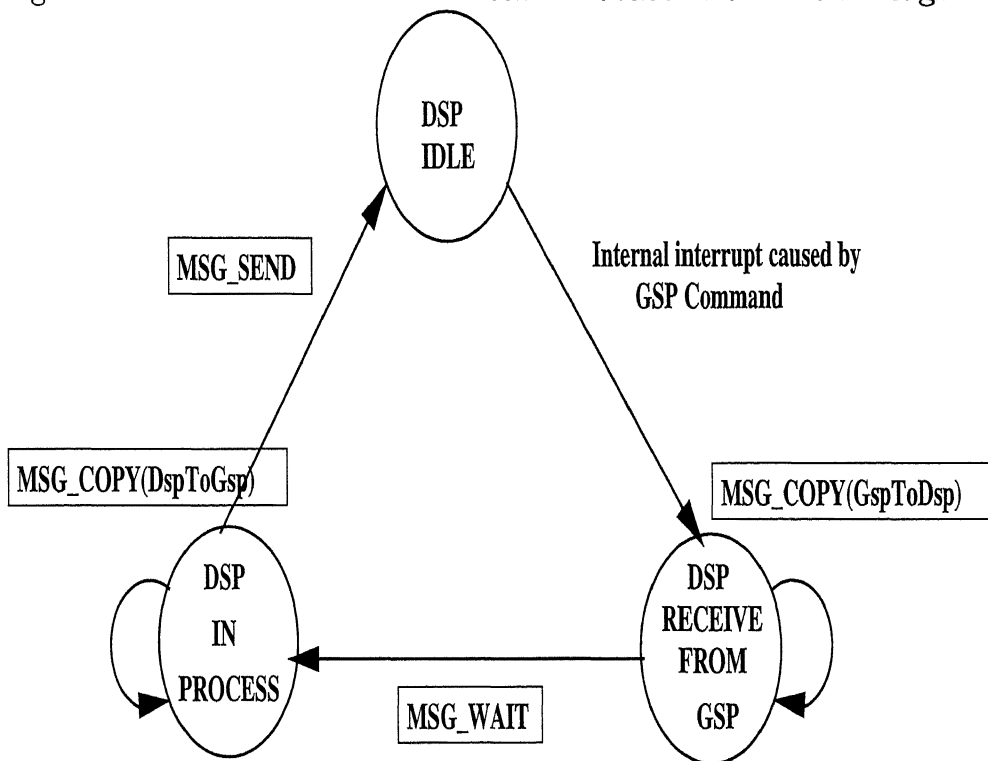 DSP
IDLE
MSG_SEND
Internal interrupt caused by
GSP Command
MSG_COPY(DspToGsp)
MSG_COPY(GspToDsp)
DSP
IN
PROCESS
DSP
RECEIVE
FROM
GSP
MSG_WAIT